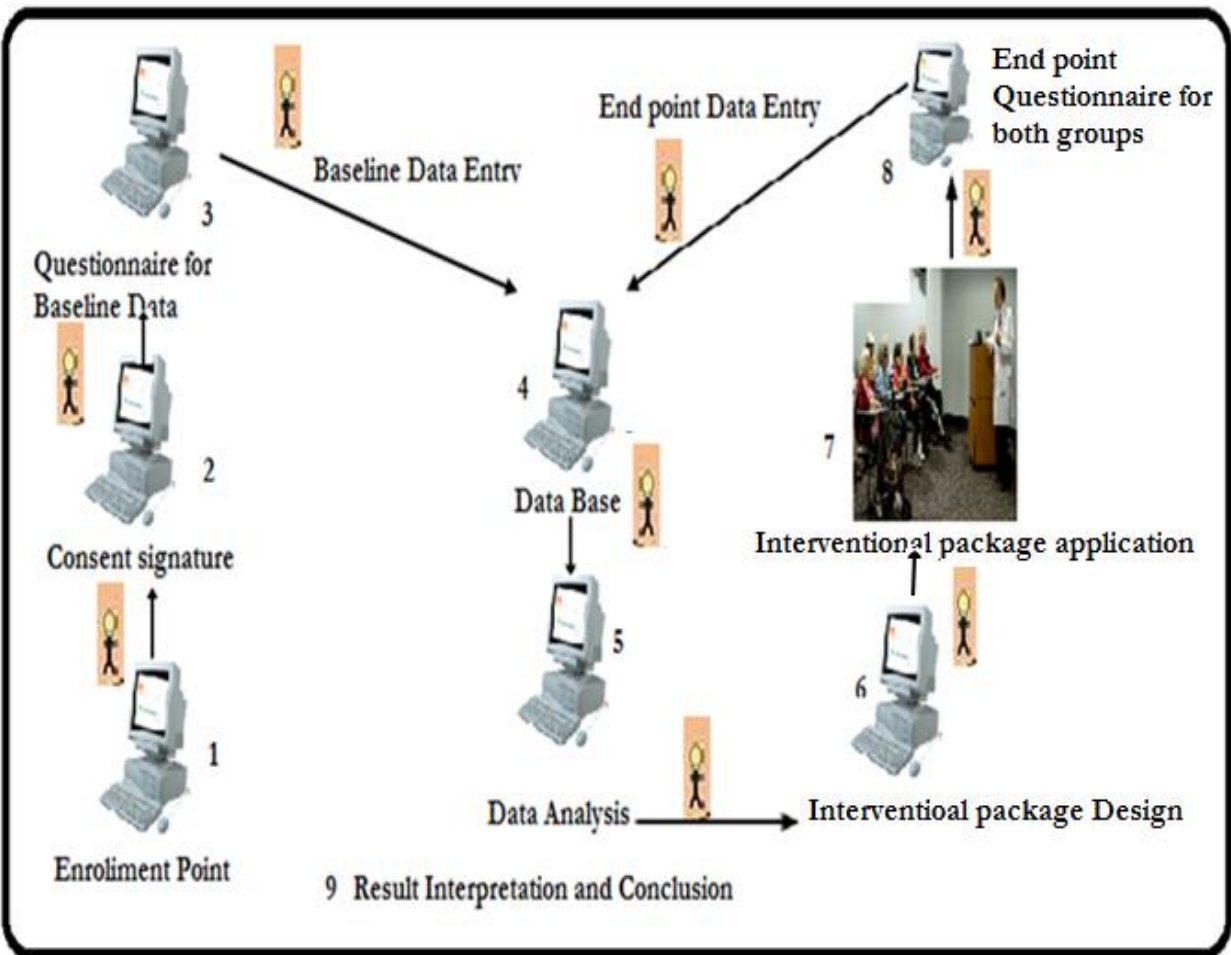 End point
Questionnaire for
both groups
End point Data Entry
Baseline Data Entry
8
3
Questionnaire for
Baseline Data
4
7
2
Data Base
Interventional package application
Consent signature
5
6
1
Data Analysis
Interventioal package Design
Enroliment Point
9 Result Interpretation and Conclusion